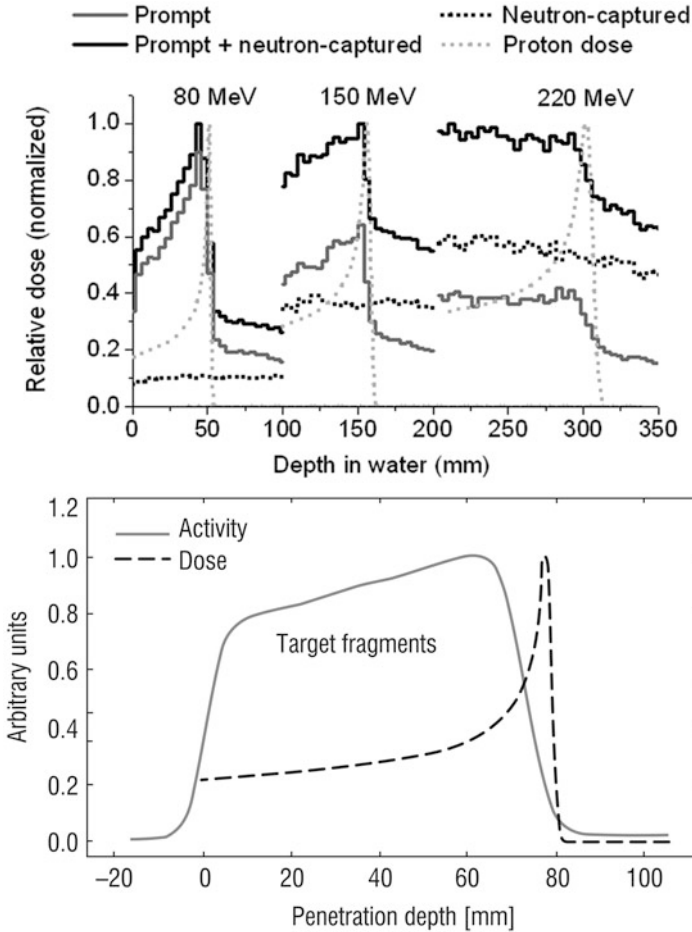 Prompt
Neutron-captured
Prompt + neutron-captured
Proton dose
80 MeV
150 MeV
220 MeV
Relative dose (normalized)
1.0
0.8
0.6
0.4
0.2
0.0
0 50 100 150 200 250 300 350
Depth in water (mm)
Activity
Dose
Target fragments
Arbitrary units
1.2
1.0
0.8
0.6
0.4
0.2
0.0
−20 0 20 40 60 80 100
Penetration depth [mm]